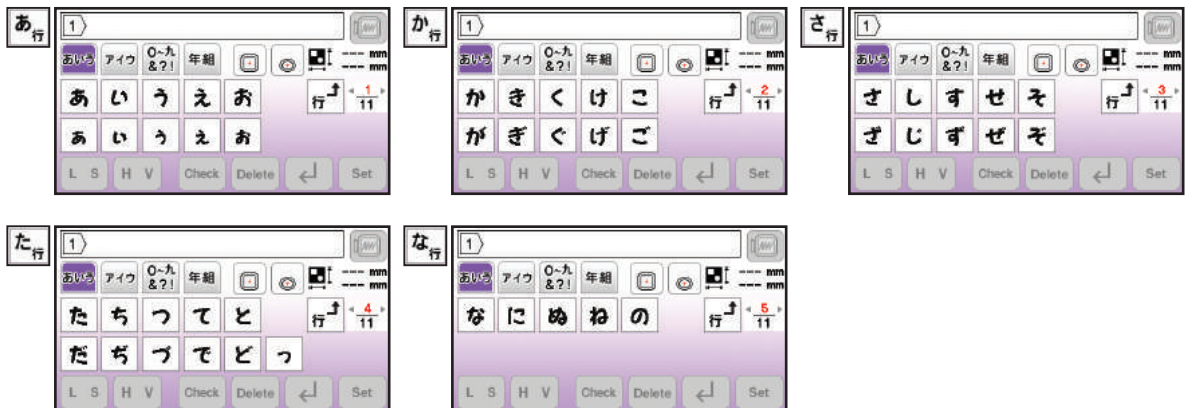 あ行
1
あいう アイウ 0~九&?! 年組 --- mm --- mm
あ い う え お 行 1/11
ぁ ぃ ぅ ぇ ぉ
L S H V Check Delete Set
か行
1
あいう アイウ 0~九&?! 年組 --- mm --- mm
か き く け こ 行 2/11
が ぎ ぐ げ ご
L S H V Check Delete Set
さ行
1
あいう アイウ 0~九&?! 年組 --- mm --- mm
さ し す せ そ 行 3/11
ざ じ ず ぜ ぞ
L S H V Check Delete Set
た行
1
あいう アイウ 0~九&?! 年組 --- mm --- mm
た ち つ て と 行 4/11
だ ぢ づ で ど っ
L S H V Check Delete Set
な行
1
あいう アイウ 0~九&?! 年組 --- mm --- mm
な に ぬ ね の 行 5/11
L S H V Check Delete Set